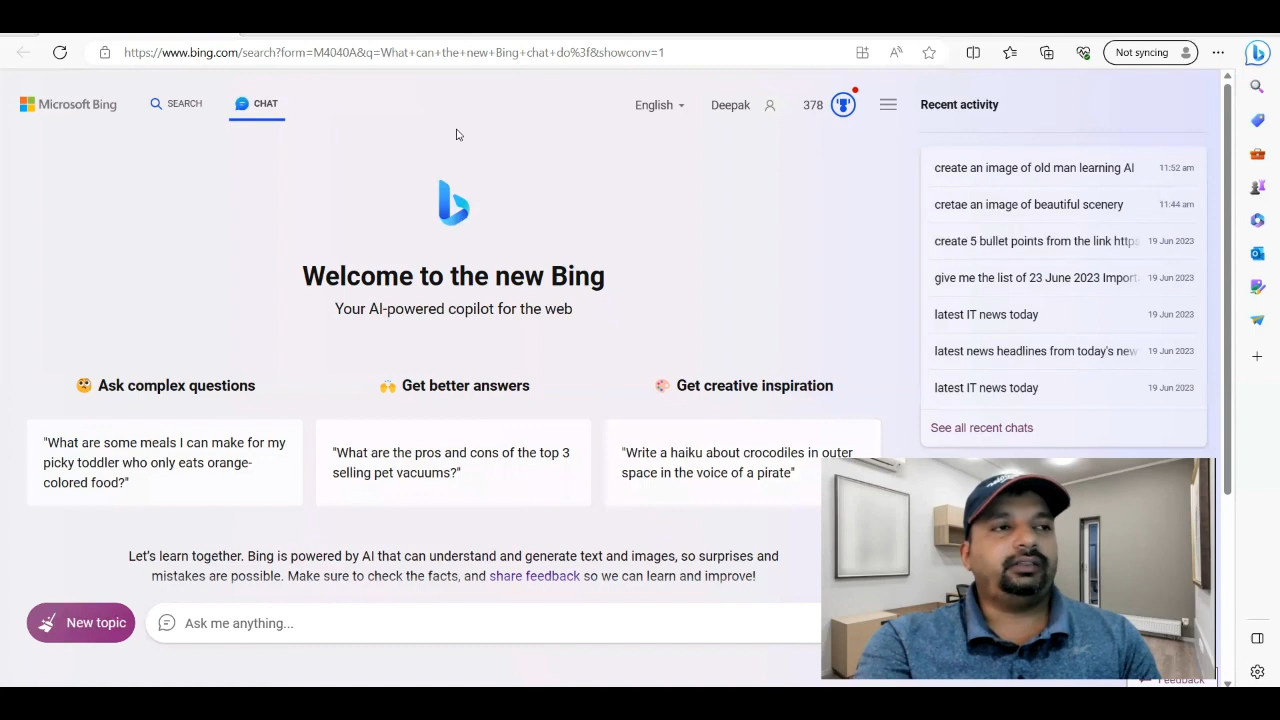 https://www.bing.com/search?form=M4040A&q=What+can+the+new+Bing+chat+do%3f&showconv=1
Not syncing
Microsoft Bing
SEARCH
CHAT
English
Deepak
378
Recent activity
create an image of old man learning AI 11:52 am
cretae an image of beautiful scenery 11:44 am
create 5 bullet points from the link https 19 Jun 2023
give me the list of 23 June 2023 Import 19 Jun 2023
latest IT news today 19 Jun 2023
latest news headlines from today's new 19 Jun 2023
latest IT news today 19 Jun 2023
See all recent chats
Welcome to the new Bing
Your AI-powered copilot for the web
Ask complex questions
Get better answers
Get creative inspiration
"What are some meals I can make for my
picky toddler who only eats orange-
colored food?"
"What are the pros and cons of the top 3
selling pet vacuums?"
"Write a haiku about crocodiles in outer
space in the voice of a pirate"
Let's learn together. Bing is powered by AI that can understand and generate text and images, so surprises and
mistakes are possible. Make sure to check the facts, and share feedback so we can learn and improve!
New topic
Ask me anything...
Feedback